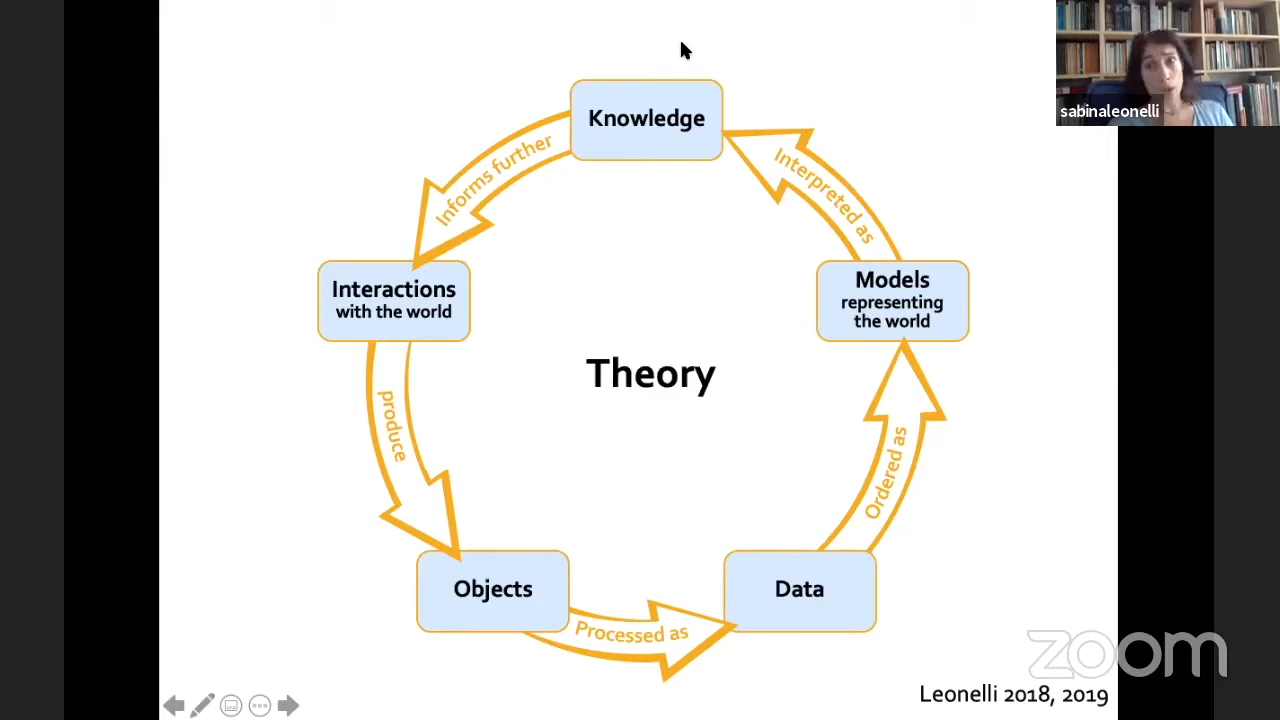 sabinaleonelli
Knowledge
Informs further
Interpreted as
Interactions
with the world
Models
representing
the world
Theory
produce
Ordered as
Objects
Data
Processed as
zoom
Leonelli 2018, 2019